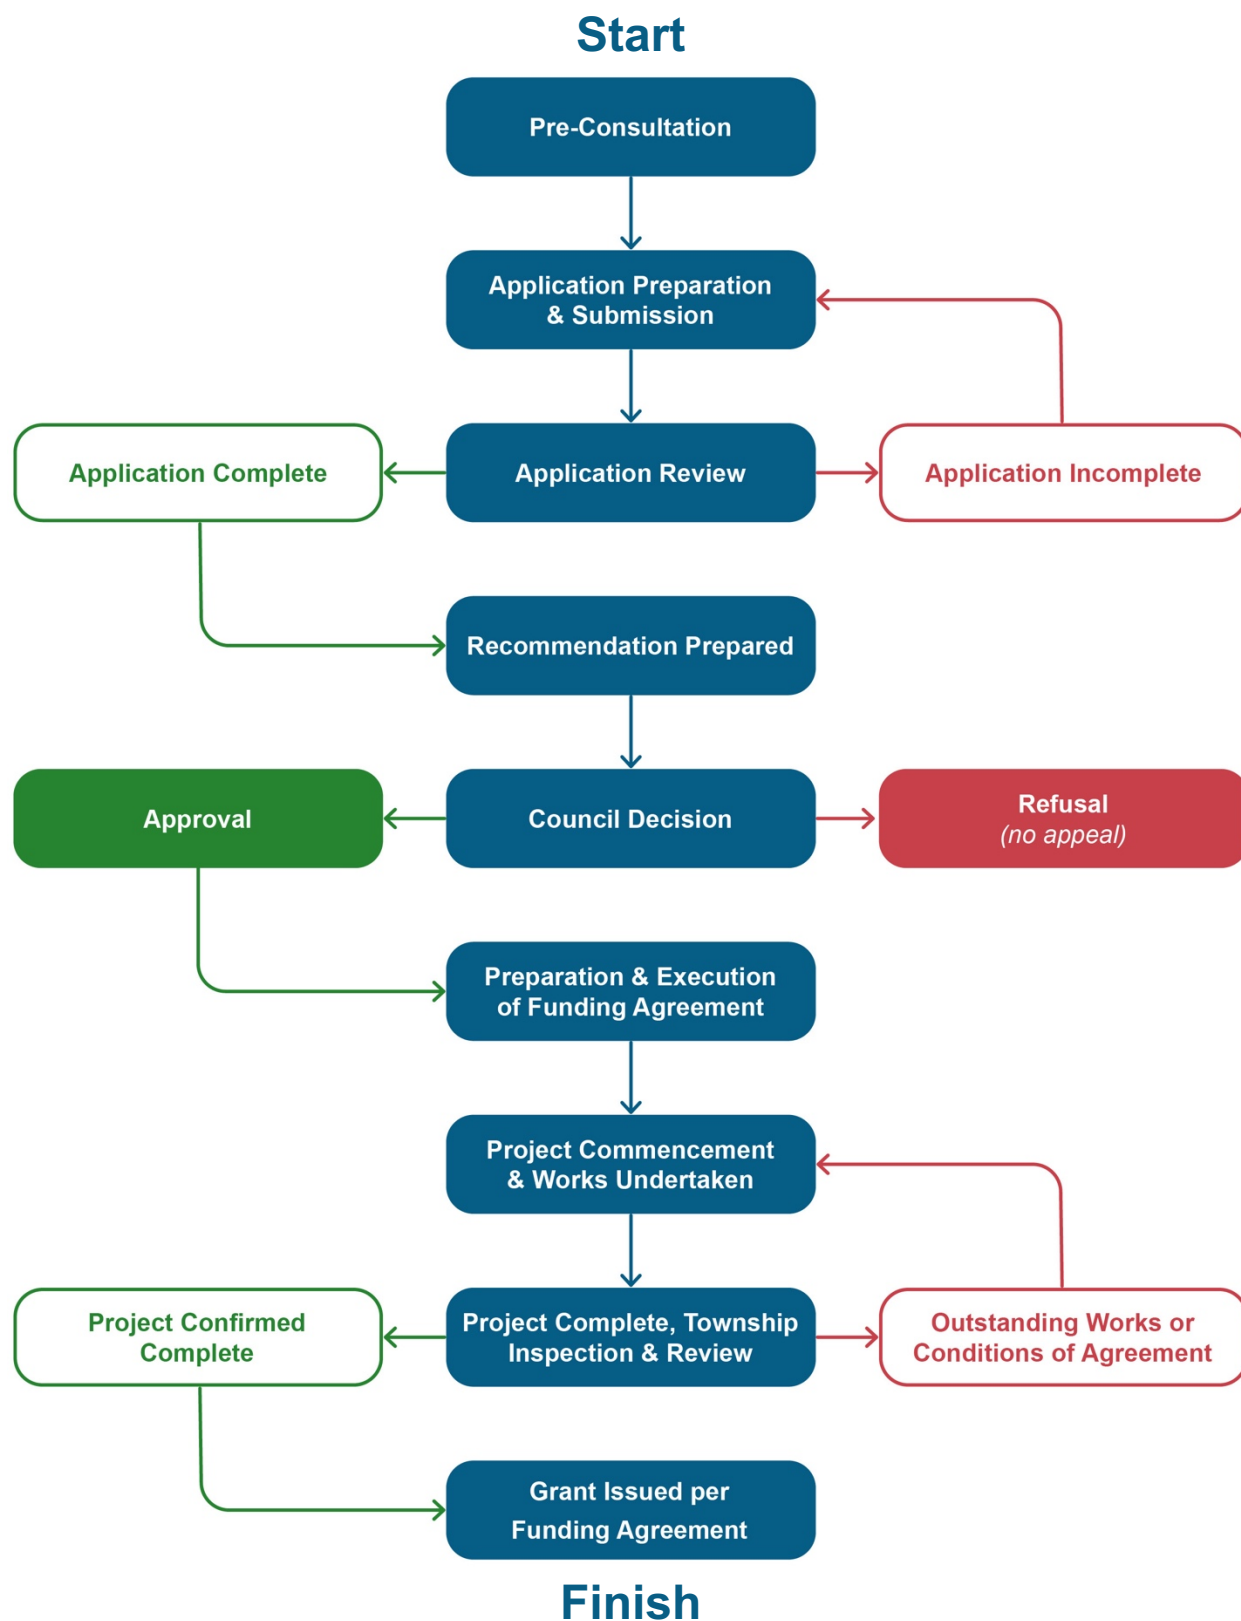 Start
Pre-Consultation
Application Preparation
& Submission
Application Complete
Application Review
Application Incomplete
Recommendation Prepared
Approval
Council Decision
Refusal
(no appeal)
Preparation & Execution
of Funding Agreement
Project Commencement
& Works Undertaken
Project Confirmed
Complete
Project Complete, Township
Inspection & Review
Outstanding Works or
Conditions of Agreement
Grant Issued per
Funding Agreement
Finish